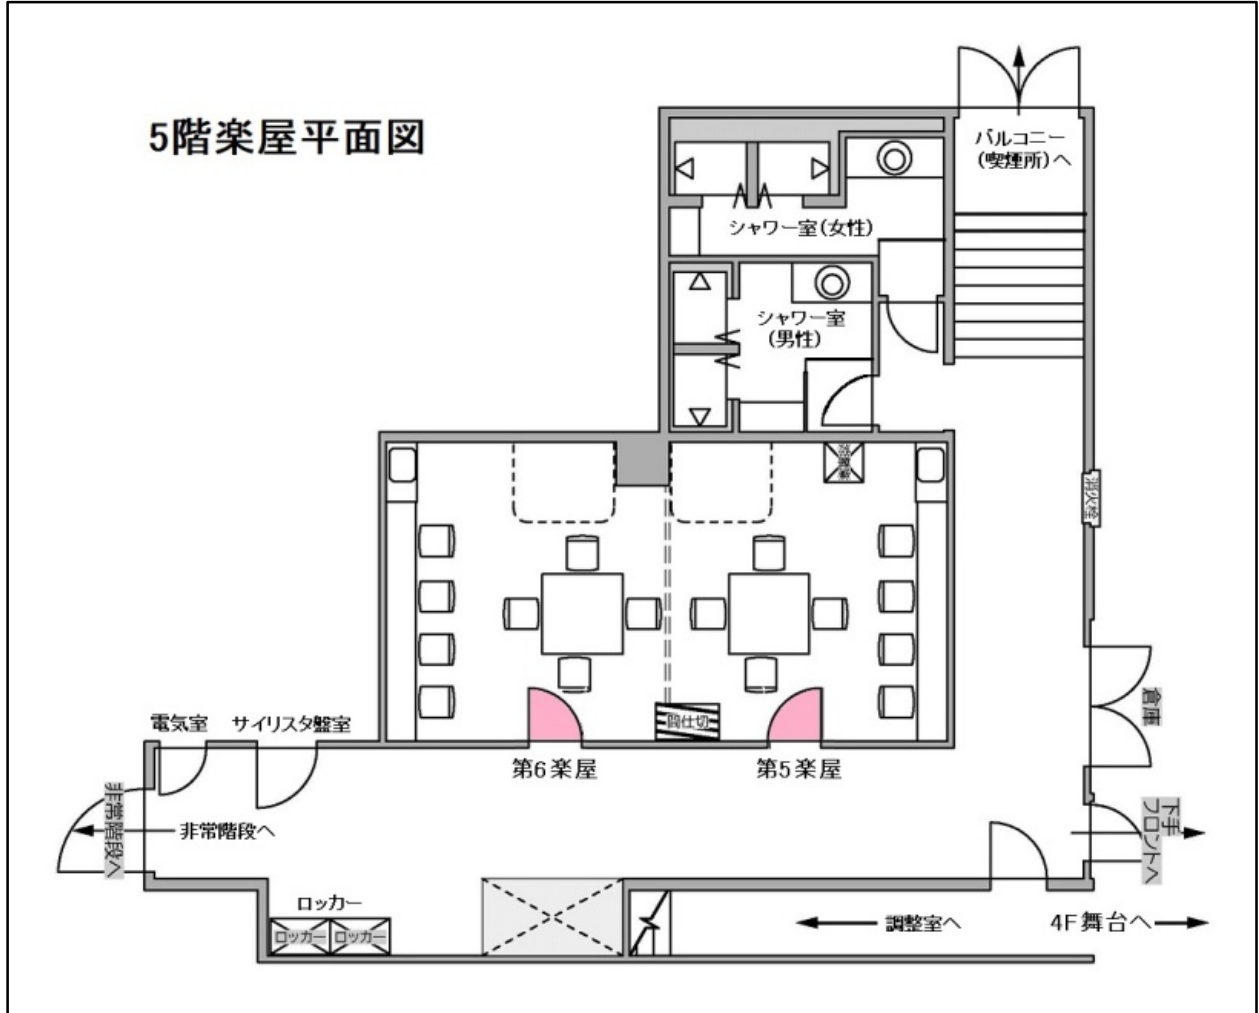 5階楽屋平面図
バルコニー
(喫煙所)へ
シャワー室(女性)
シャワー室
(男性)
冷蔵庫
消火栓
間仕切
電気室
サイリスタ盤室
第6楽屋
第5楽屋
倉庫
非常階段へ
非常階段へ
下手
フロントへ
ロッカー
ロッカー
ロッカー
調整室へ
4F舞台へ